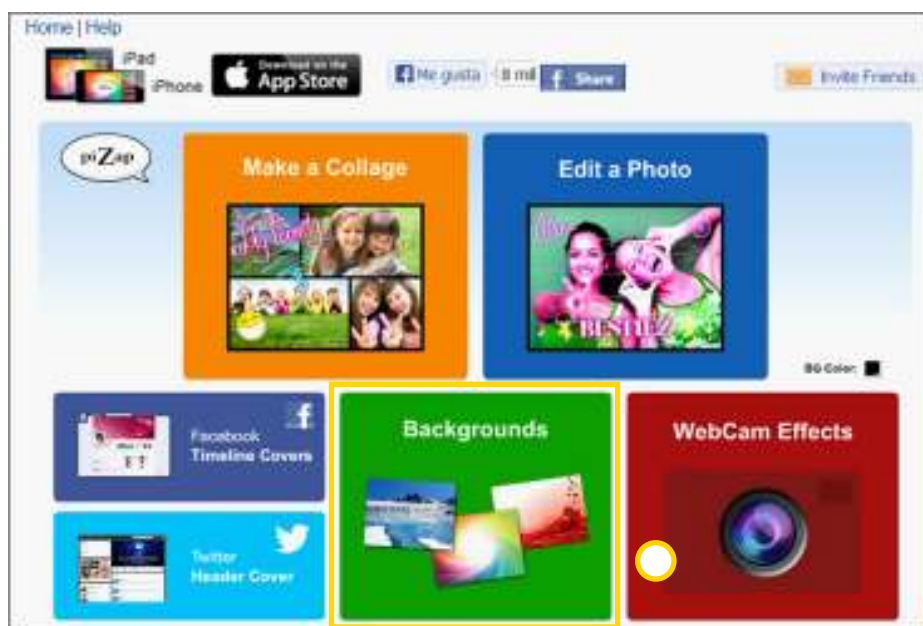 Home | Help
iPad
iPhone
Download on the
App Store
Me gusta
8 mil
Share
Invite Friends
piZap
Make a Collage
Edit a Photo
BESTIEZ
BG Color:
Facebook
Timeline Covers
Backgrounds
WebCam Effects
Twitter
Header Cover